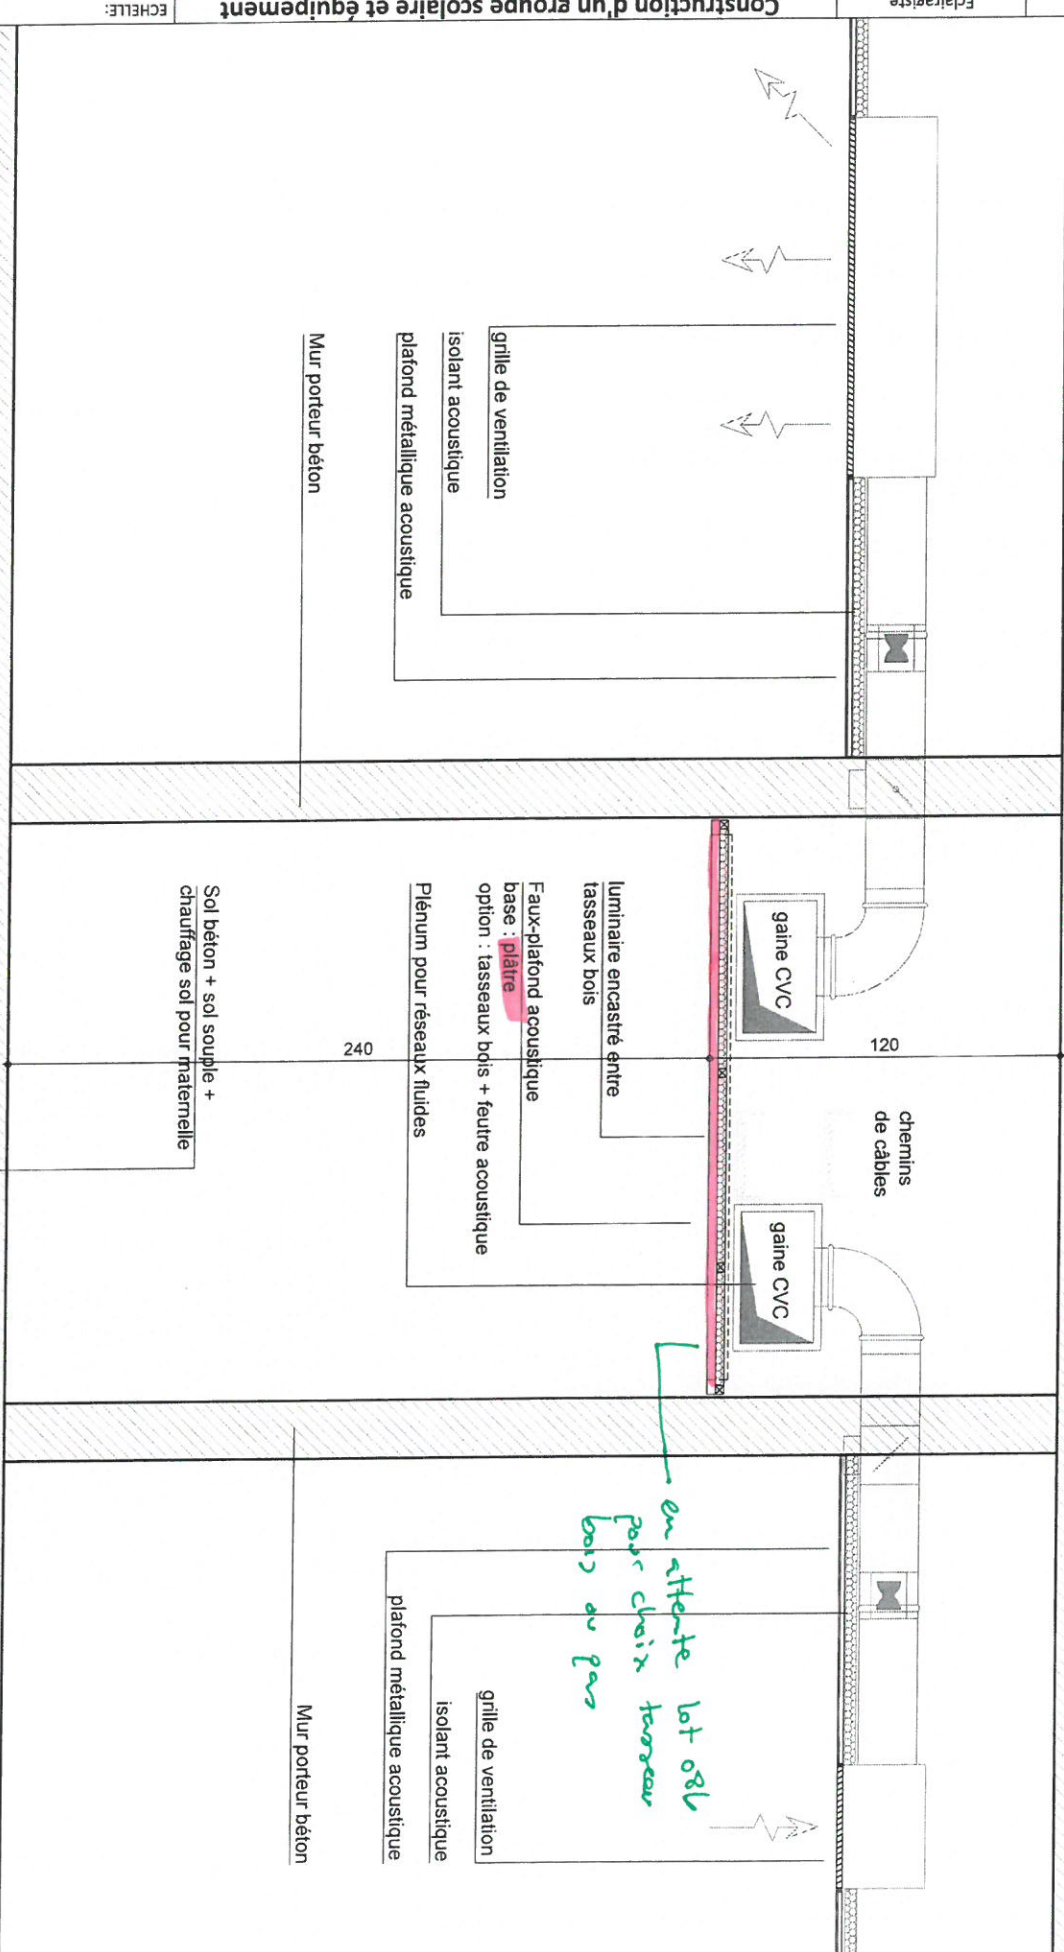 Eclairagiste
Construction d'un groupe scolaire et équipement
ECHELLE:
grille de ventilation
isolant acoustique
plafond métallique acoustique
Mur porteur béton
gaine CVC
120
chemins
de câbles
gaine CVC
luminaire encastré entre
tasseaux bois
Faux-plafond acoustique
base : plâtre
option : tasseaux bois + feutre acoustique
Plénum pour réseaux fluides
240
Sol béton + sol souple +
chauffage sol pour maternelle
en attente lot 08b
pour choix tasseau
bois ou pas
grille de ventilation
isolant acoustique
plafond métallique acoustique
Mur porteur béton